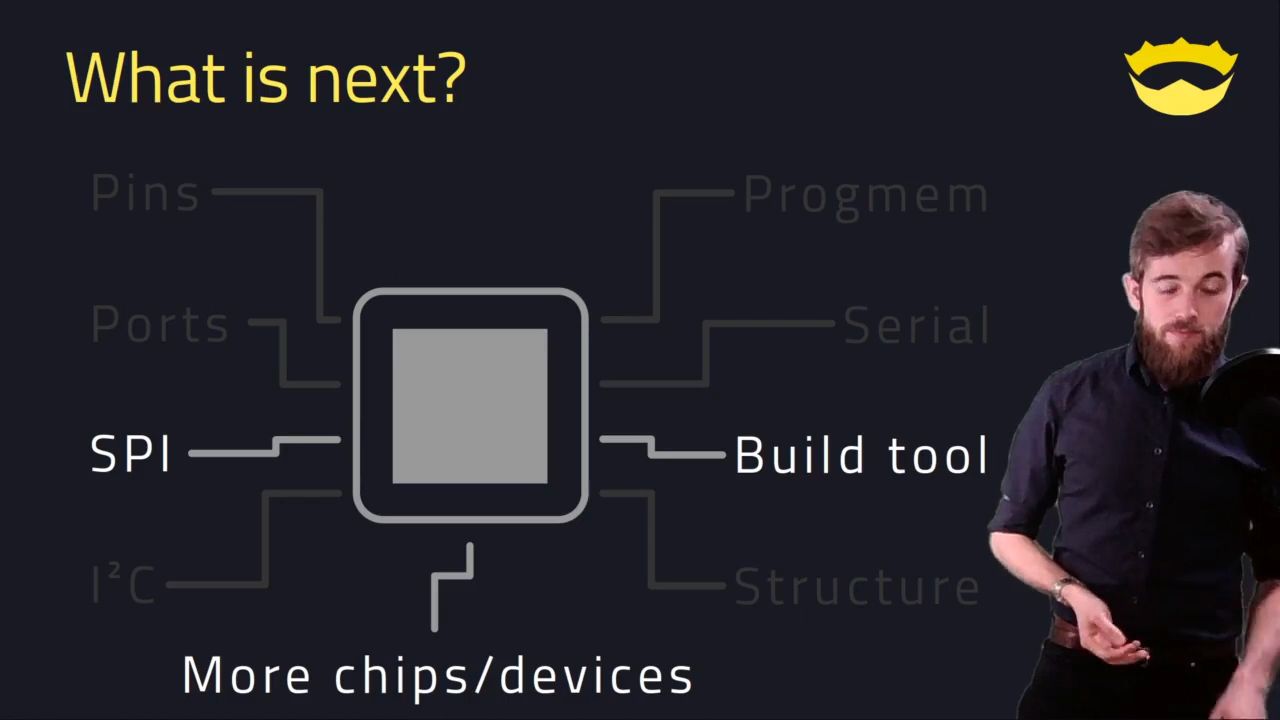 What is next?
Pins
Progmem
Ports
Serial
SPI
Build tool
I²C
Structure
More chips/devices